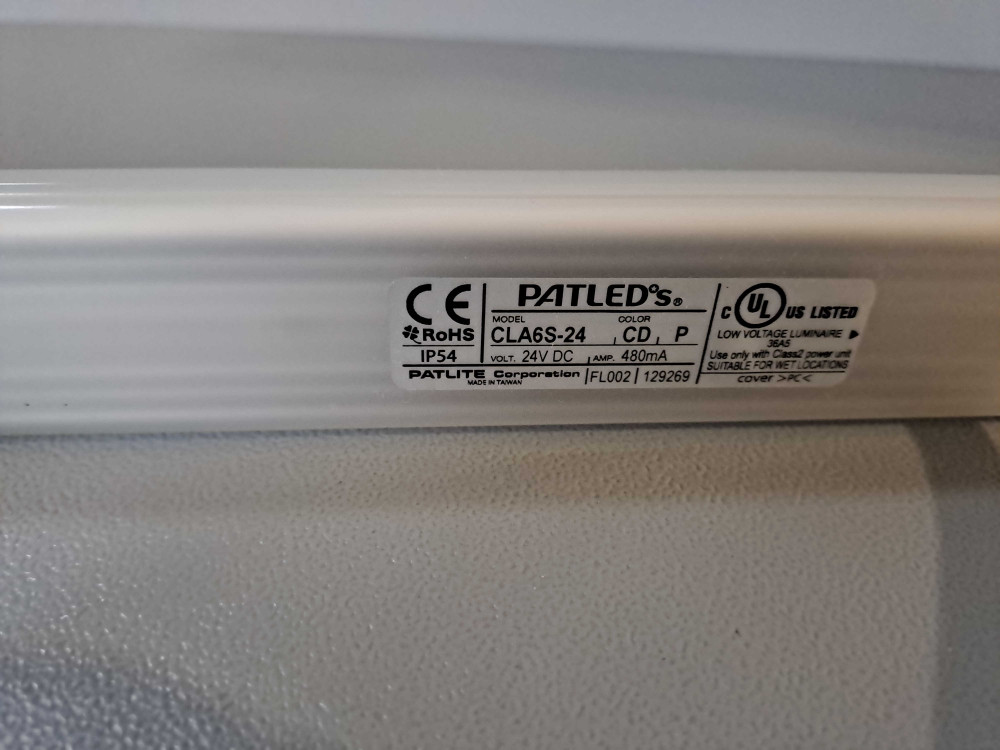 CE
RoHS
IP54
PATLED°s®
MODEL COLOR
CLA6S-24 CD P
VOLT. 24V DC AMP. 480mA
PATLITE Corporation FL002 129269
MADE IN TAIWAN
C UL US LISTED
LOW VOLTAGE LUMINAIRE
36A5
Use only with Class2 power unit
SUITABLE FOR WET LOCATIONS
cover >PC<